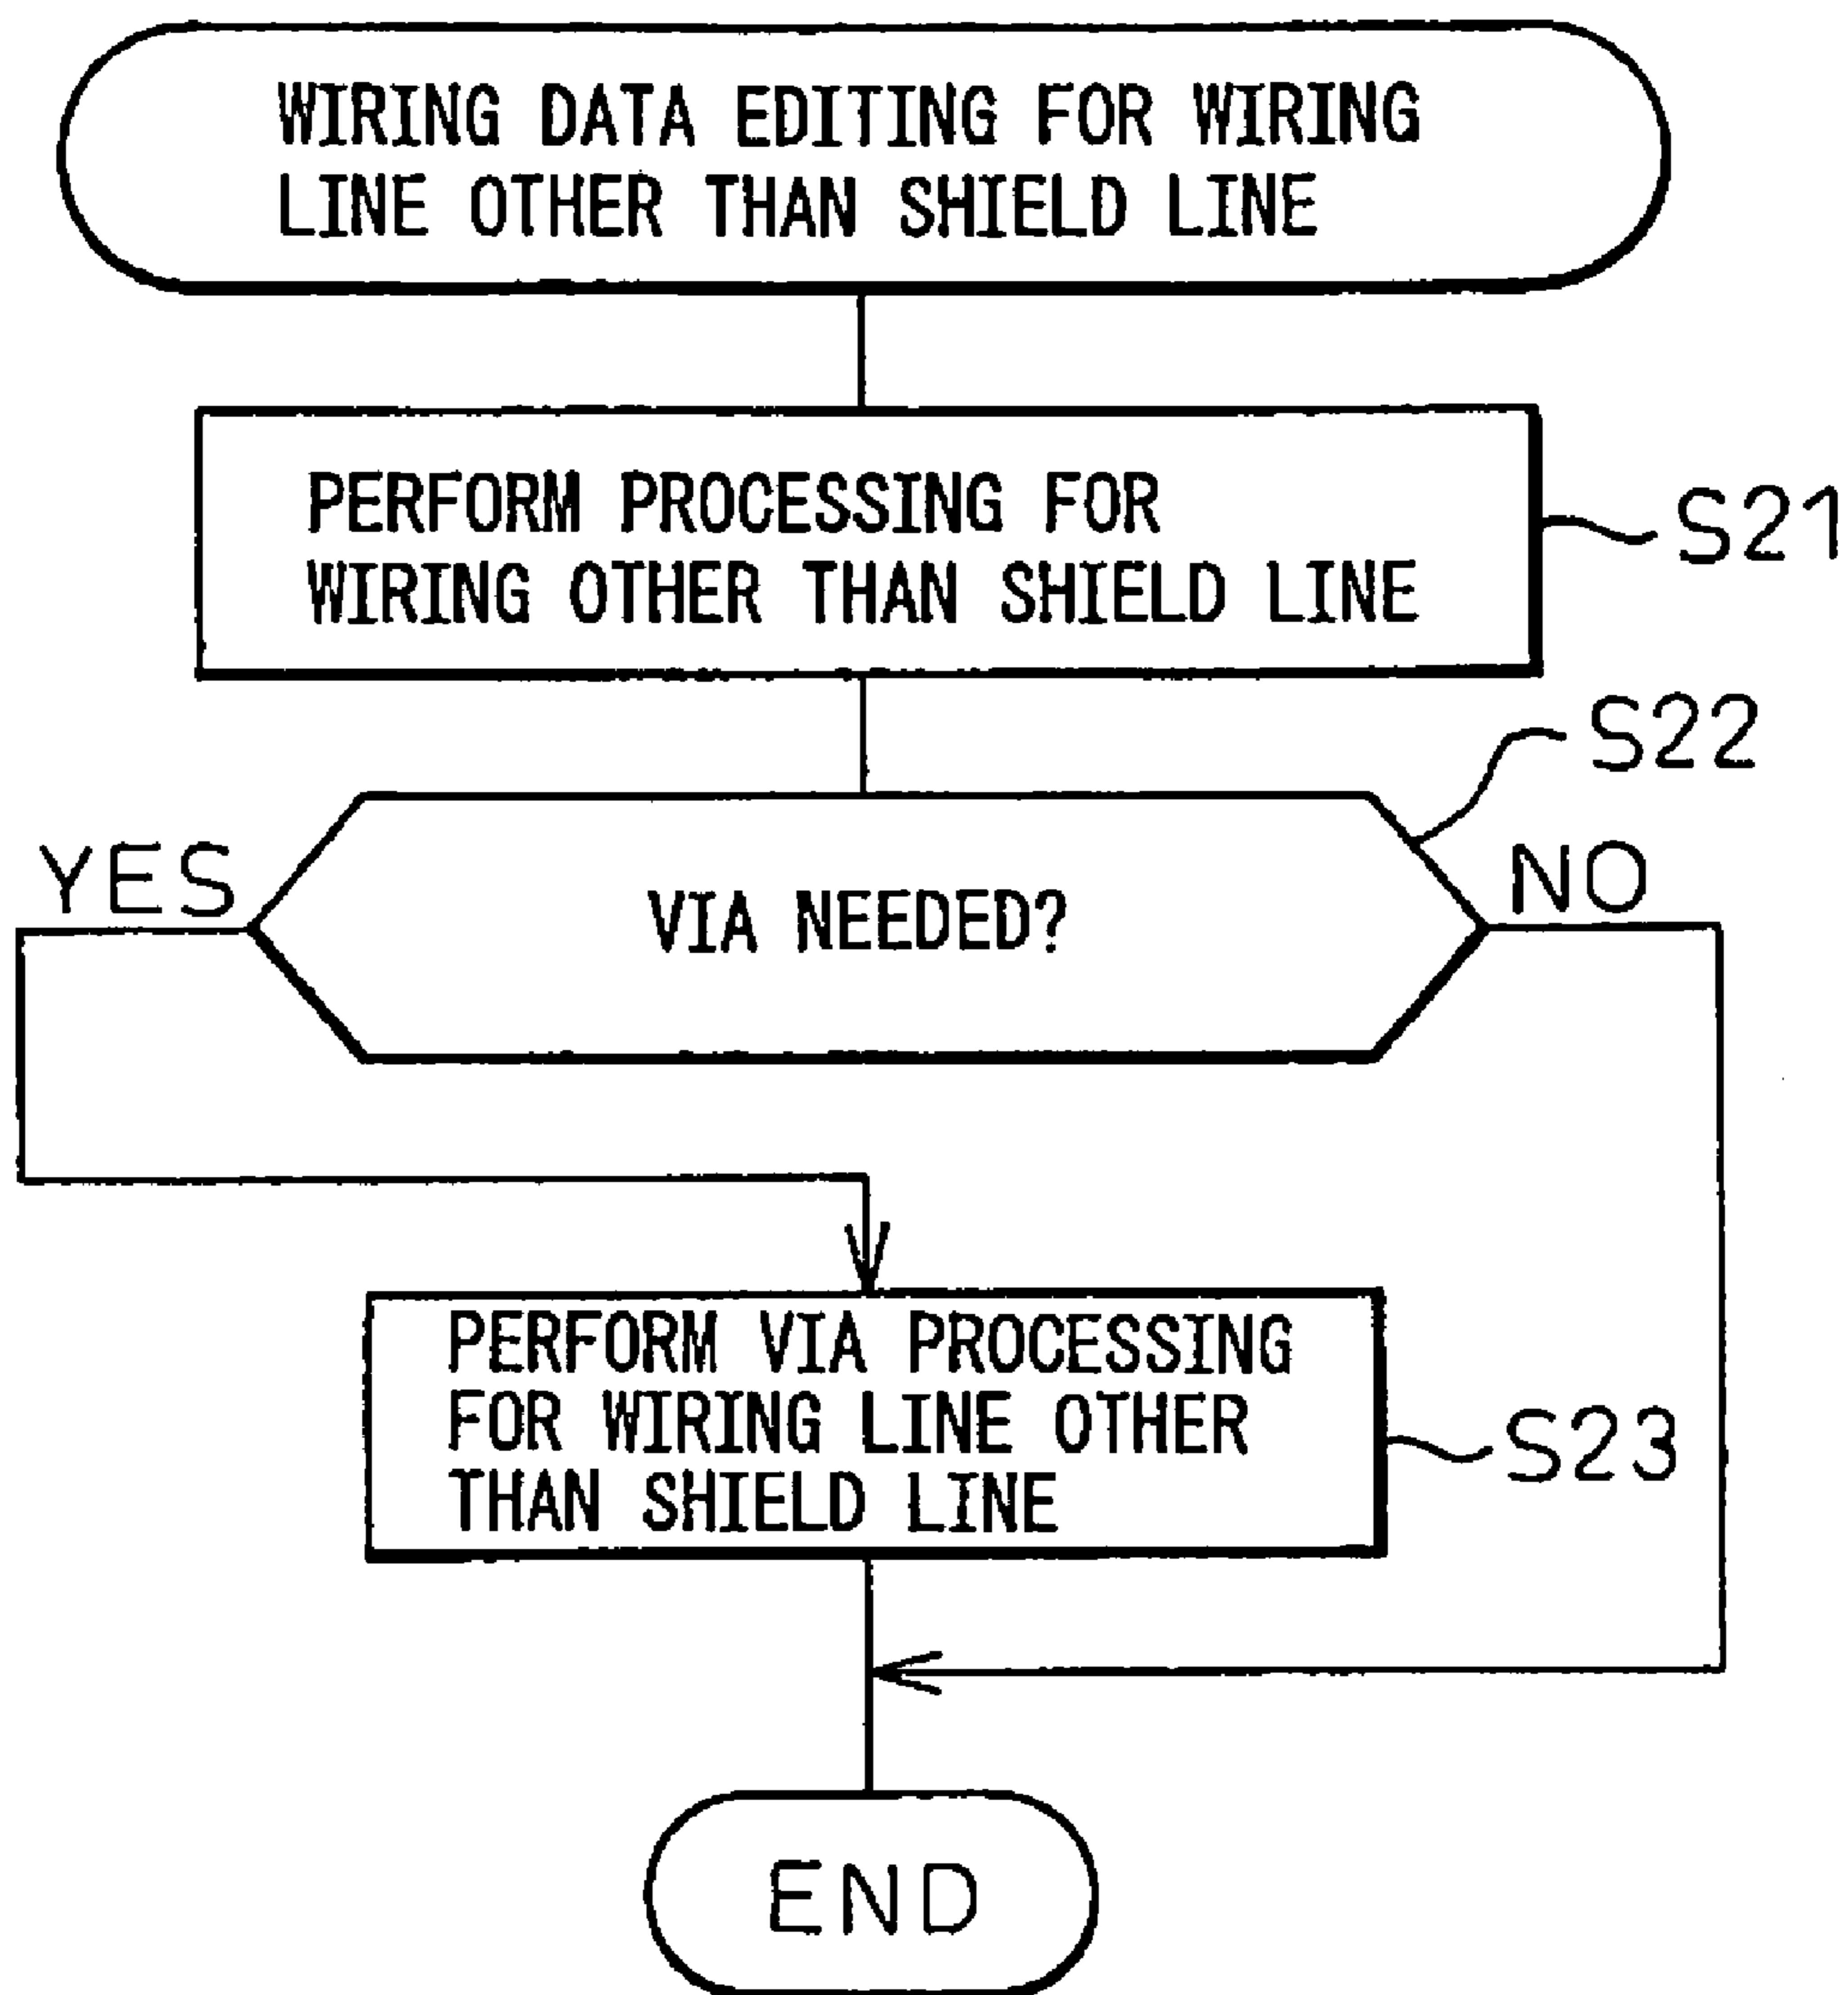 WIRING DATA EDITING FOR WIRING
LINE OTHER THAN SHIELD LINE
PERFORM PROCESSING FOR
WIRING OTHER THAN SHIELD LINE
S21
S22
YES
NO
VIA NEEDED?
PERFORM VIA PROCESSING
FOR WIRING LINE OTHER
THAN SHIELD LINE
S23
END